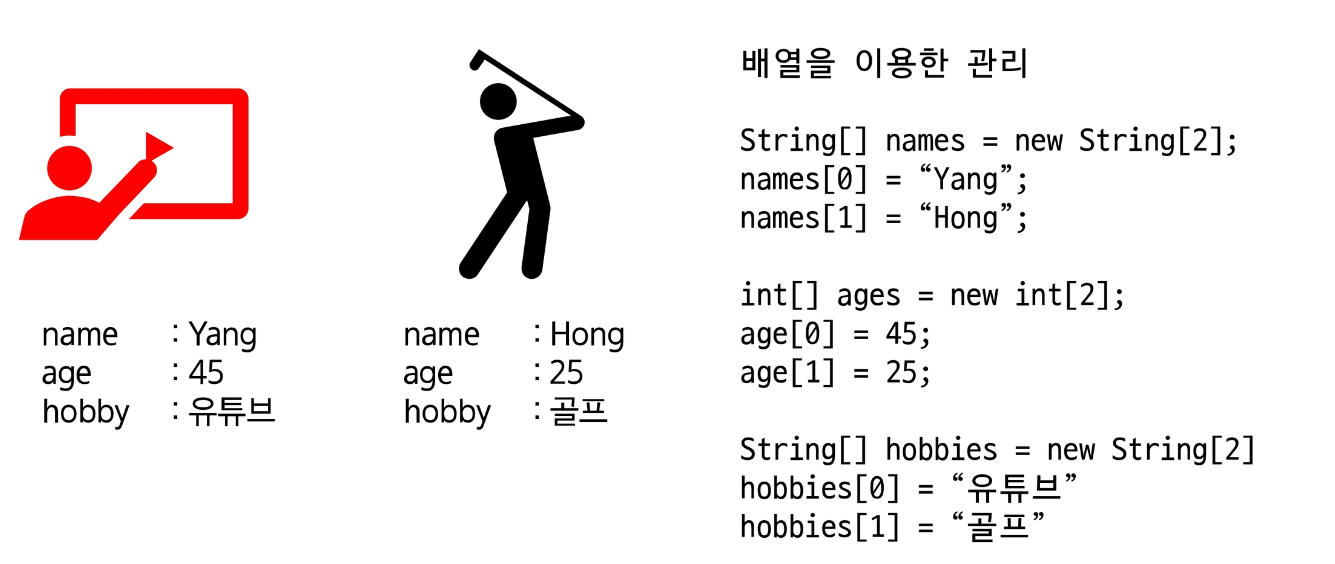 name : Yang
age : 45
hobby : 유튜브
name : Hong
age : 25
hobby : 골프
배열을 이용한 관리
String[] names = new String[2];
names[0] = “Yang”;
names[1] = “Hong”;
int[] ages = new int[2];
age[0] = 45;
age[1] = 25;
String[] hobbies = new String[2]
hobbies[0] = “유튜브”
hobbies[1] = “골프”